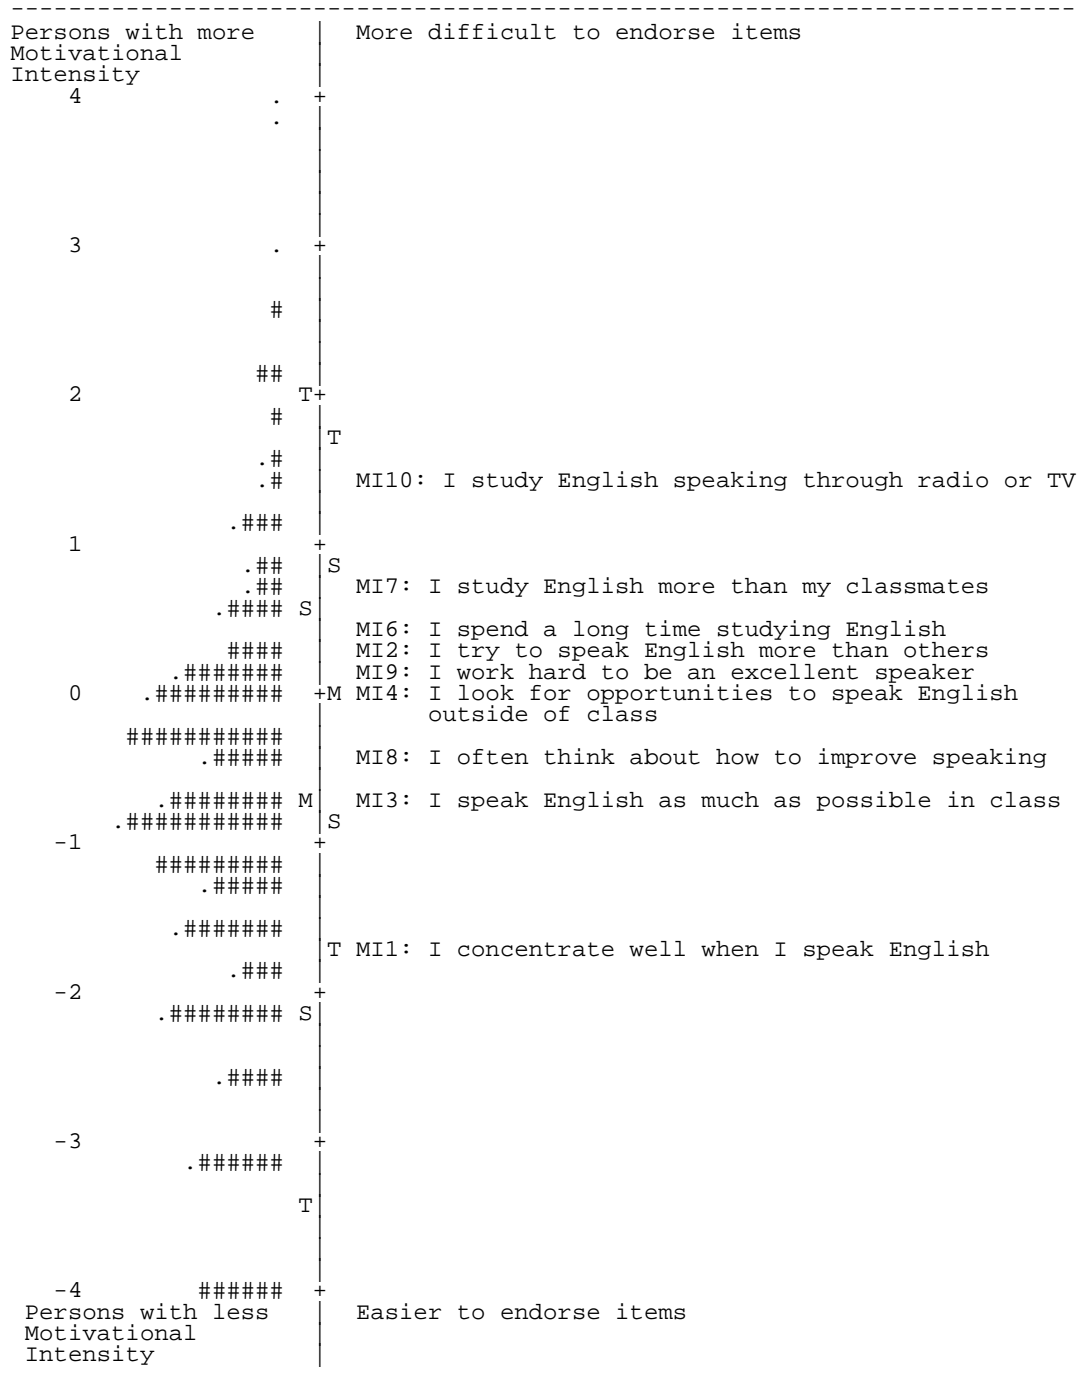 ---------------------------------------------------------------------------
Persons with more | More difficult to endorse items
Motivational |
Intensity |
4 . +
. |
3 . +
# |
## |
2 T+
# |
|T
.# |
.# | MI10: I study English speaking through radio or TV
.### |
1 +
.## |S
.## | MI7: I study English more than my classmates
.#### S|
| MI6: I spend a long time studying English
#### | MI2: I try to speak English more than others
.####### | MI9: I work hard to be an excellent speaker
0 .######### +M MI4: I look for opportunities to speak English
| outside of class
########### |
.##### | MI8: I often think about how to improve speaking
.######## M| MI3: I speak English as much as possible in class
.########### |S
-1 +
######### |
.##### |
.####### |
|T MI1: I concentrate well when I speak English
.### |
-2 +
.######## S|
.#### |
-3 +
.###### |
T|
-4 ###### +
Persons with less | Easier to endorse items
Motivational |
Intensity |